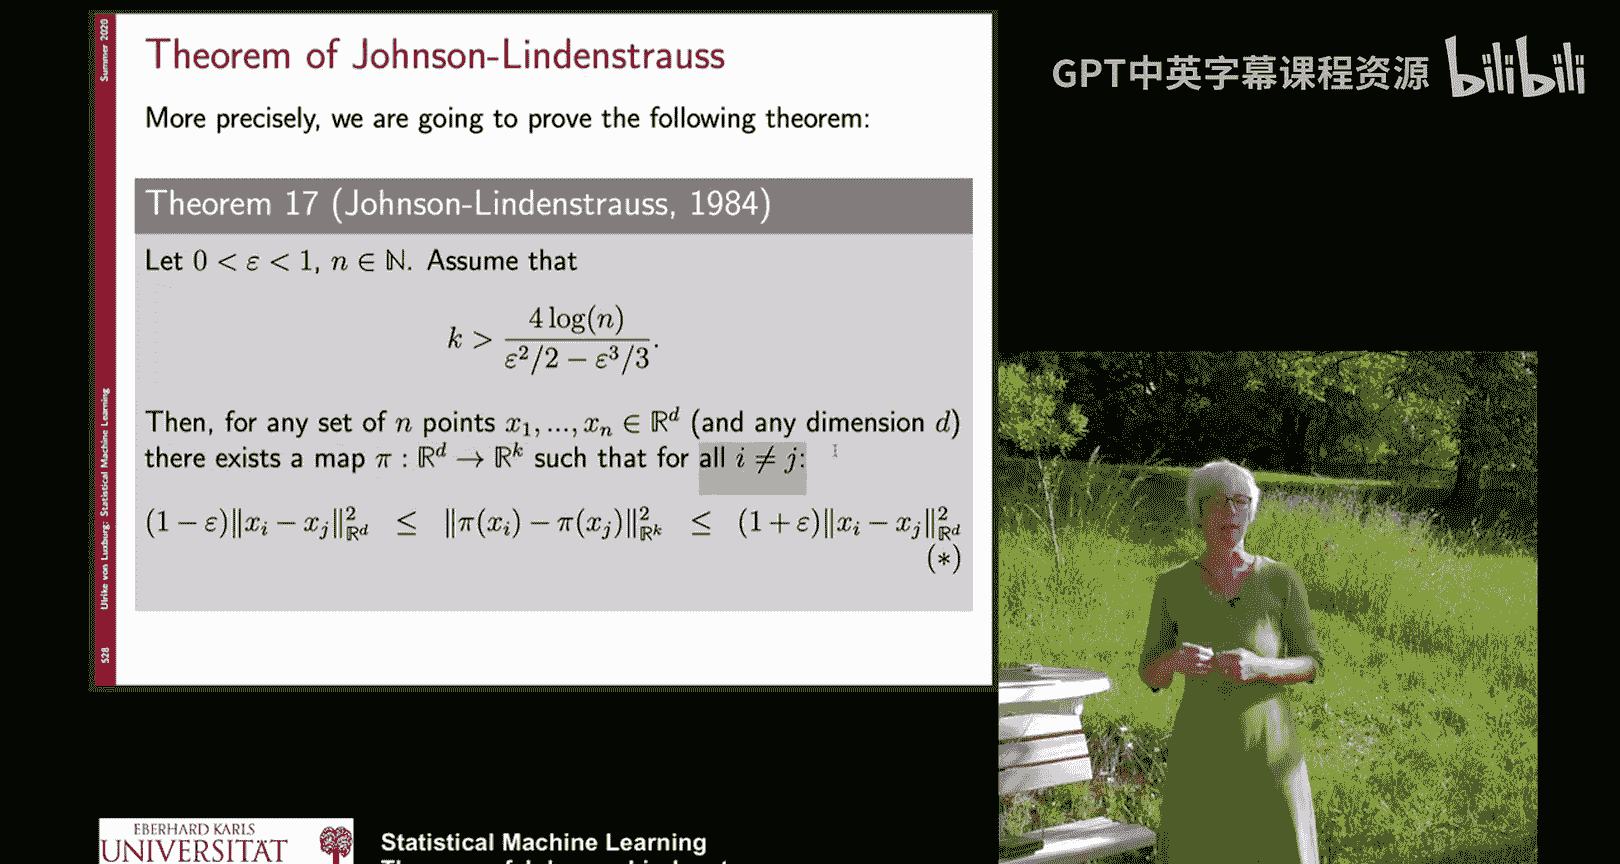 Summer 2020
Theorem of Johnson-Lindenstrauss
More precisely, we are going to prove the following theorem:
Theorem 17 (Johnson-Lindenstrauss, 1984)
Let 0 < ε < 1, n ∈ ℕ. Assume that
k > 4 log(n) / (ε²/2 − ε³/3).
Then, for any set of n points x₁, ..., xₙ ∈ ℝᵈ (and any dimension d)
there exists a map π : ℝᵈ → ℝᵏ such that for all i ≠ j:
(1 − ε)‖xᵢ − xⱼ‖²_ℝᵈ ≤ ‖π(xᵢ) − π(xⱼ)‖²_ℝᵏ ≤ (1 + ε)‖xᵢ − xⱼ‖²_ℝᵈ
(∗)
Ulrike von Luxburg: Statistical Machine Learning
528
GPT中英字幕课程资源 bilibili
EBERHARD KARLS
UNIVERSITÄT
Statistical Machine Learning